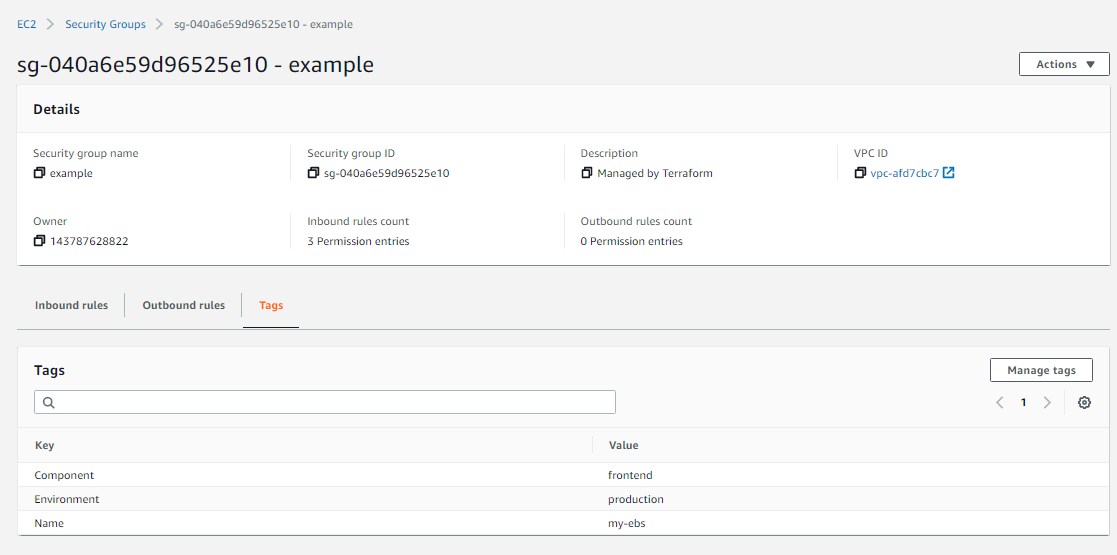 EC2 > Security Groups > sg-040a6e59d96525e10 - example
sg-040a6e59d96525e10 - example
Actions ▼
Details
Security group name
example
Security group ID
sg-040a6e59d96525e10
Description
Managed by Terraform
VPC ID
vpc-afd7cbc7
Owner
143787628822
Inbound rules count
3 Permission entries
Outbound rules count
0 Permission entries
Inbound rules Outbound rules Tags
Tags
Manage tags
1
Key Value
Component frontend
Environment production
Name my-ebs